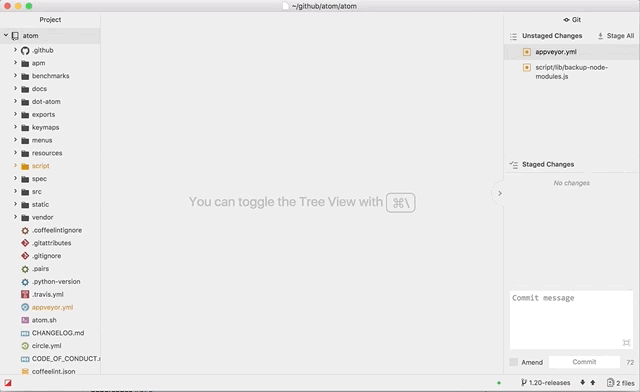 ~/github/atom/atom
Project
atom
.github
apm
benchmarks
docs
dot-atom
exports
keymaps
menus
resources
script
spec
src
static
vendor
.coffeelintignore
.gitattributes
.gitignore
.pairs
.python-version
.travis.yml
appveyor.yml
atom.sh
CHANGELOG.md
circle.yml
CODE_OF_CONDUCT.
coffeelint.json
You can toggle the Tree View with ⌘\
Git
Unstaged Changes Stage All
appveyor.yml
script/lib/backup-node-
modules.js
Staged Changes
No changes
Commit message
Amend Commit 72
1.20-releases 2 files